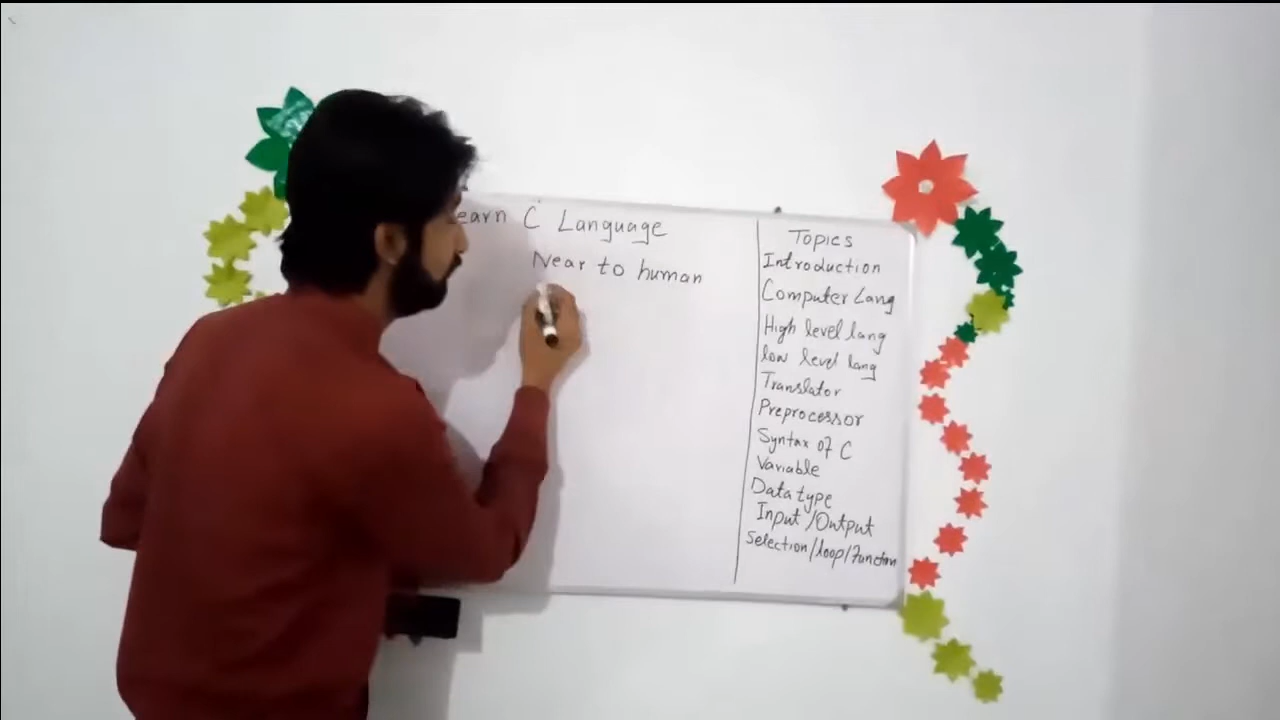 earn C Language
Near to human
Topics
Introduction
Computer Lang
High level lang
low level lang
Translator
Preprocessor
Syntax of C
Variable
Data type
Input/Output
Selection/loop/Function